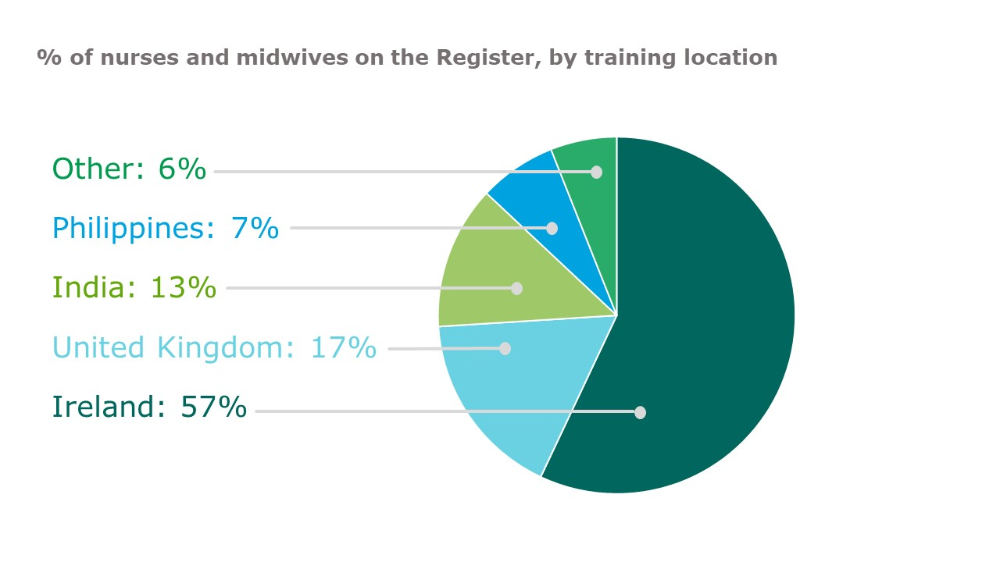 % of nurses and midwives on the Register, by training location
Other: 6%
Philippines: 7%
India: 13%
United Kingdom: 17%
Ireland: 57%